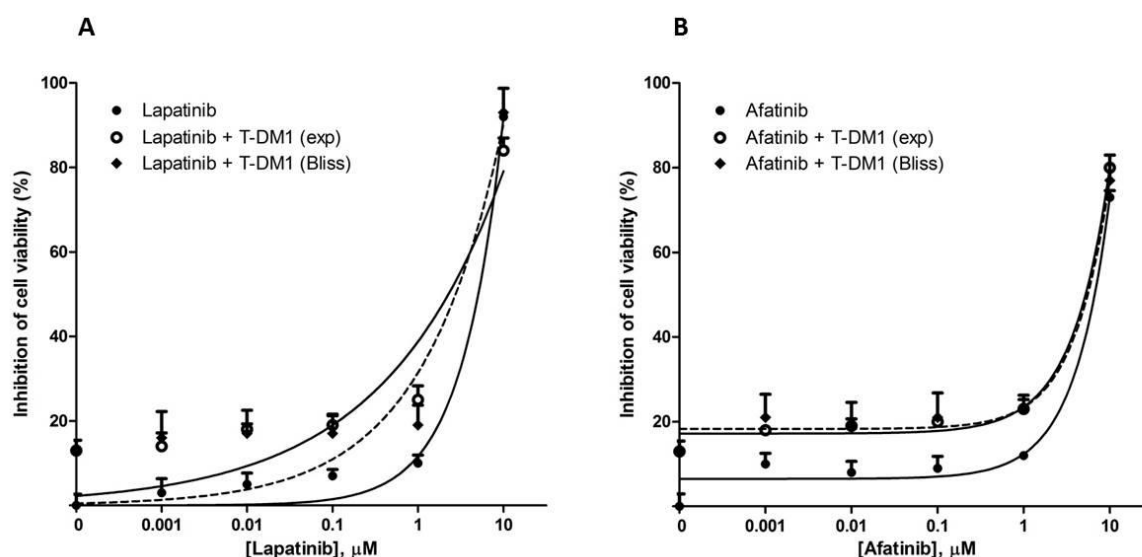 A
Inhibition of cell viability (%)
100
80
60
40
20
Lapatinib
Lapatinib + T-DM1 (exp)
Lapatinib + T-DM1 (Bliss)
0 0.001 0.01 0.1 1 10
[Lapatinib], μM
B
Inhibition of cell viability (%)
100
80
60
40
20
Afatinib
Afatinib + T-DM1 (exp)
Afatinib + T-DM1 (Bliss)
0 0.001 0.01 0.1 1 10
[Afatinib], μM